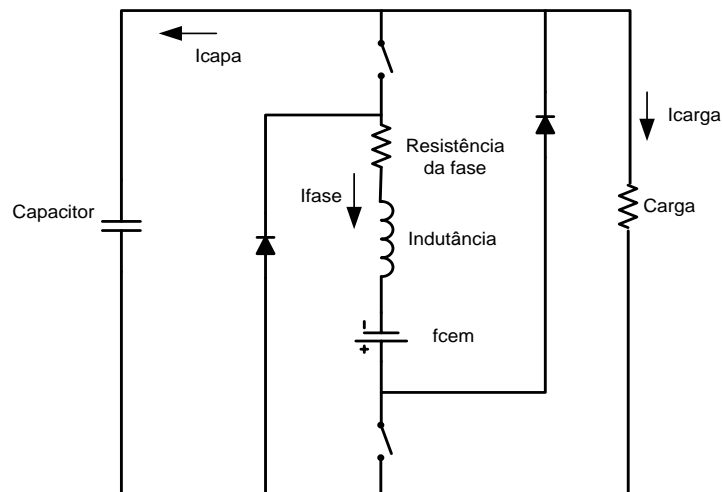 Icapa
Icarga
Resistência
da fase
Ifase
Capacitor
Carga
Indutância
-
fcem
+